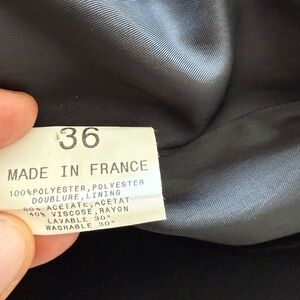 36
MADE IN FRANCE
100%POLYESTER,POLYESTER
DOUBLURE,LINING
60% ACETATE,ACETAT
40% VISCOSE,RAYON
LAVABLE 30°
WASHABLE 30°